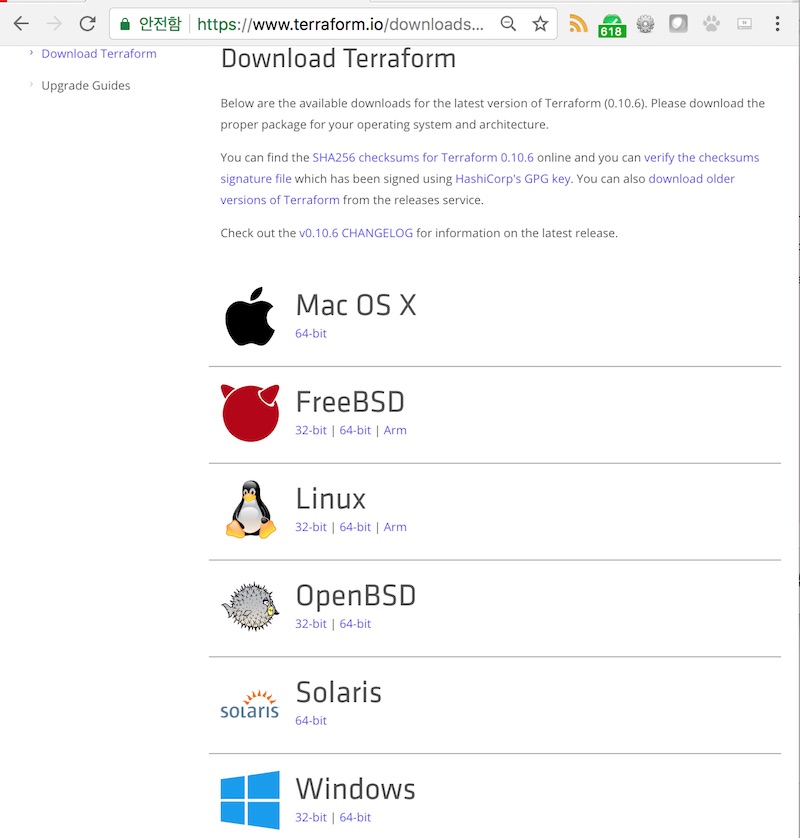 안전함 https://www.terraform.io/downloads...
618
› Download Terraform
› Upgrade Guides
Download Terraform
Below are the available downloads for the latest version of Terraform (0.10.6). Please download the
proper package for your operating system and architecture.
You can find the SHA256 checksums for Terraform 0.10.6 online and you can verify the checksums
signature file which has been signed using HashiCorp's GPG key. You can also download older
versions of Terraform from the releases service.
Check out the v0.10.6 CHANGELOG for information on the latest release.
Mac OS X
64-bit
FreeBSD
32-bit | 64-bit | Arm
Linux
32-bit | 64-bit | Arm
OpenBSD
32-bit | 64-bit
solaris
Solaris
64-bit
Windows
32-bit | 64-bit